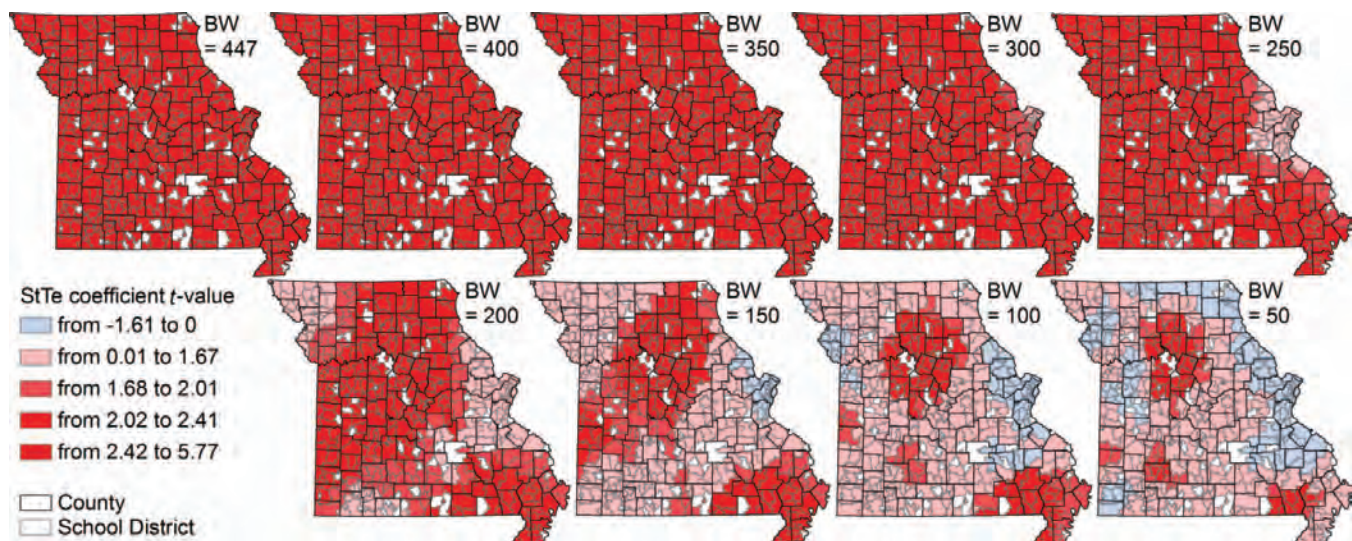 BW
= 447
BW
= 400
BW
= 350
BW
= 300
BW
= 250
StTe coefficient t-value
from -1.61 to 0
from 0.01 to 1.67
from 1.68 to 2.01
from 2.02 to 2.41
from 2.42 to 5.77
County
School District
BW
= 200
BW
= 150
BW
= 100
BW
= 50